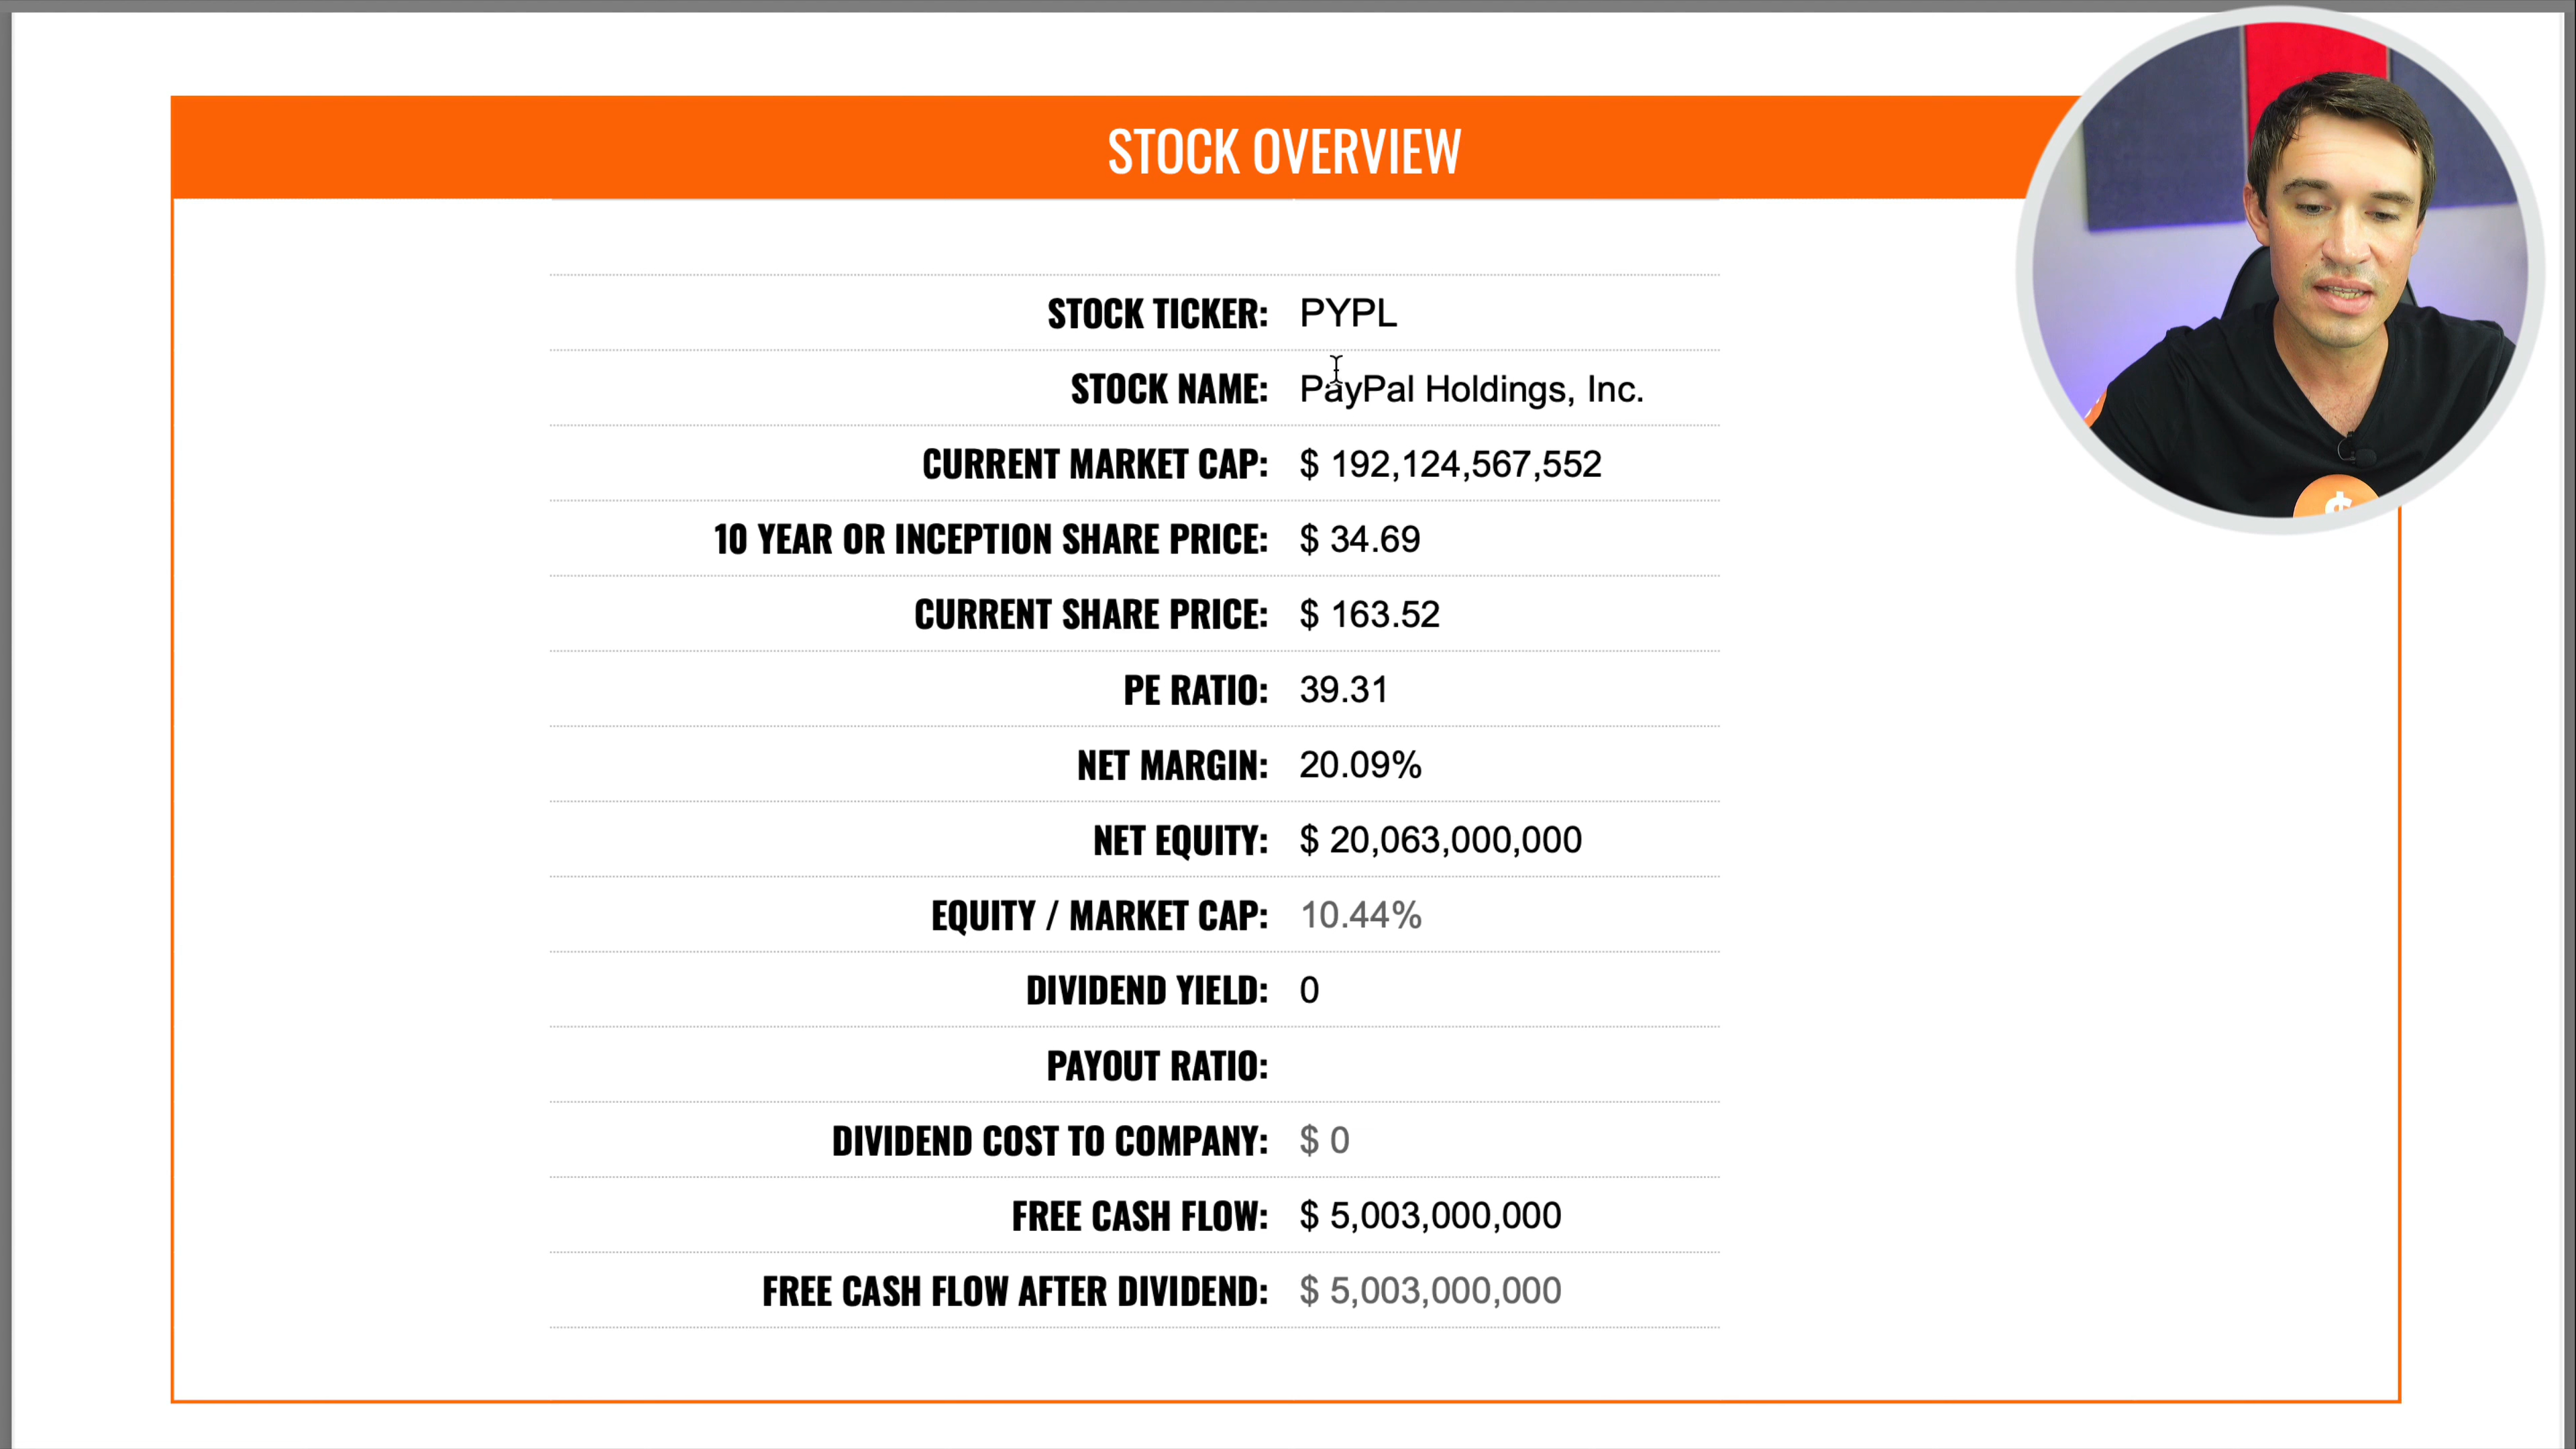 STOCK OVERVIEW
STOCK TICKER: PYPL
STOCK NAME: PayPal Holdings, Inc.
CURRENT MARKET CAP: $ 192,124,567,552
10 YEAR OR INCEPTION SHARE PRICE: $ 34.69
CURRENT SHARE PRICE: $ 163.52
PE RATIO: 39.31
NET MARGIN: 20.09%
NET EQUITY: $ 20,063,000,000
EQUITY / MARKET CAP: 10.44%
DIVIDEND YIELD: 0
PAYOUT RATIO:
DIVIDEND COST TO COMPANY: $ 0
FREE CASH FLOW: $ 5,003,000,000
FREE CASH FLOW AFTER DIVIDEND: $ 5,003,000,000